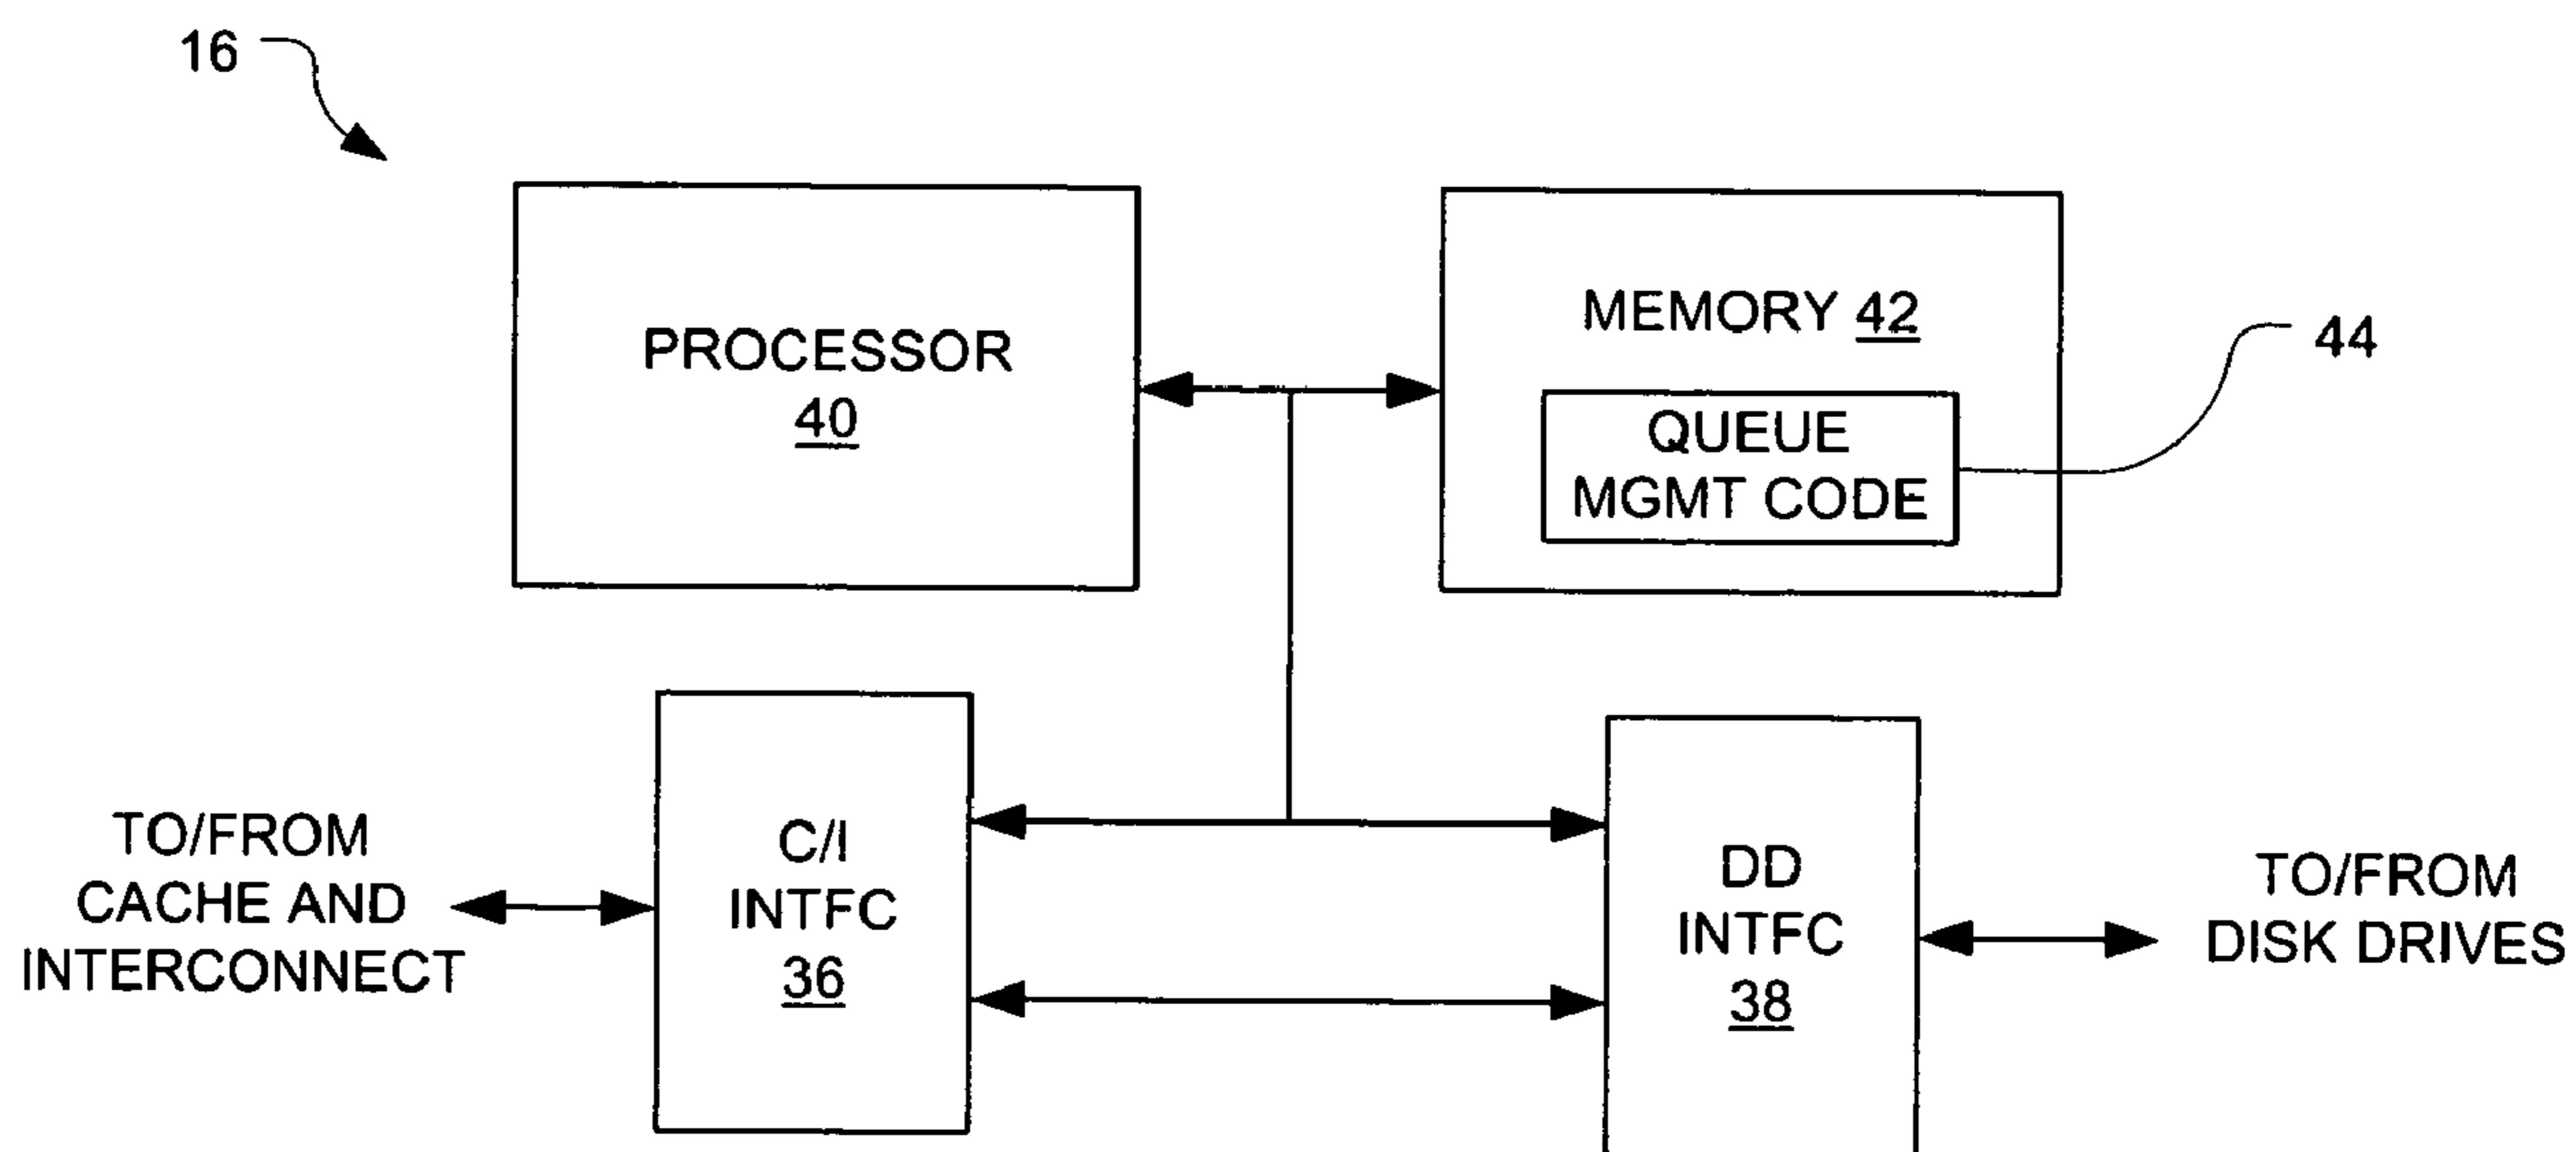 16
PROCESSOR
40
MEMORY 42
QUEUE
MGMT CODE
44
TO/FROM
CACHE AND
INTERCONNECT
C/I
INTFC
36
DD
INTFC
38
TO/FROM
DISK DRIVES